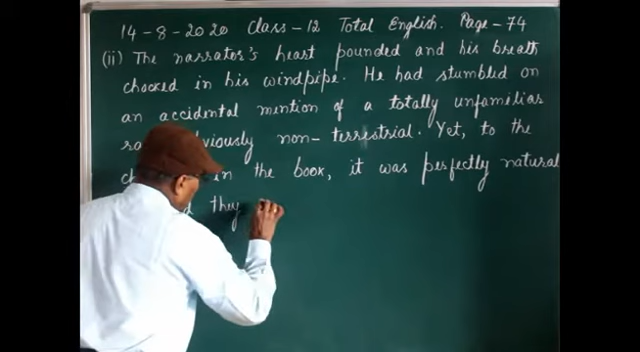 14-8-2020 Class-12 Total English. Page-74
(ii) The narrator's heart pounded and his breath
chocked in his windpipe. He had stumbled on
an accidental mention of a totally unfamiliar
non-terrestrial. Yet, to the
in the book, it was perfectly natural
they